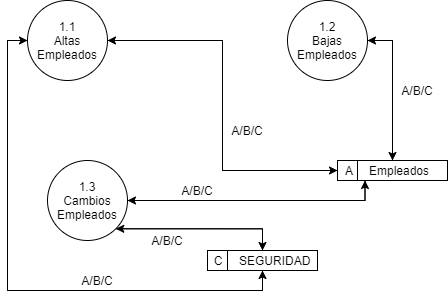 1.1
Altas
Empleados
1.2
Bajas
Empleados
A/B/C
A/B/C
A Empleados
1.3
Cambios
Empleados
A/B/C
A/B/C
C SEGURIDAD
A/B/C